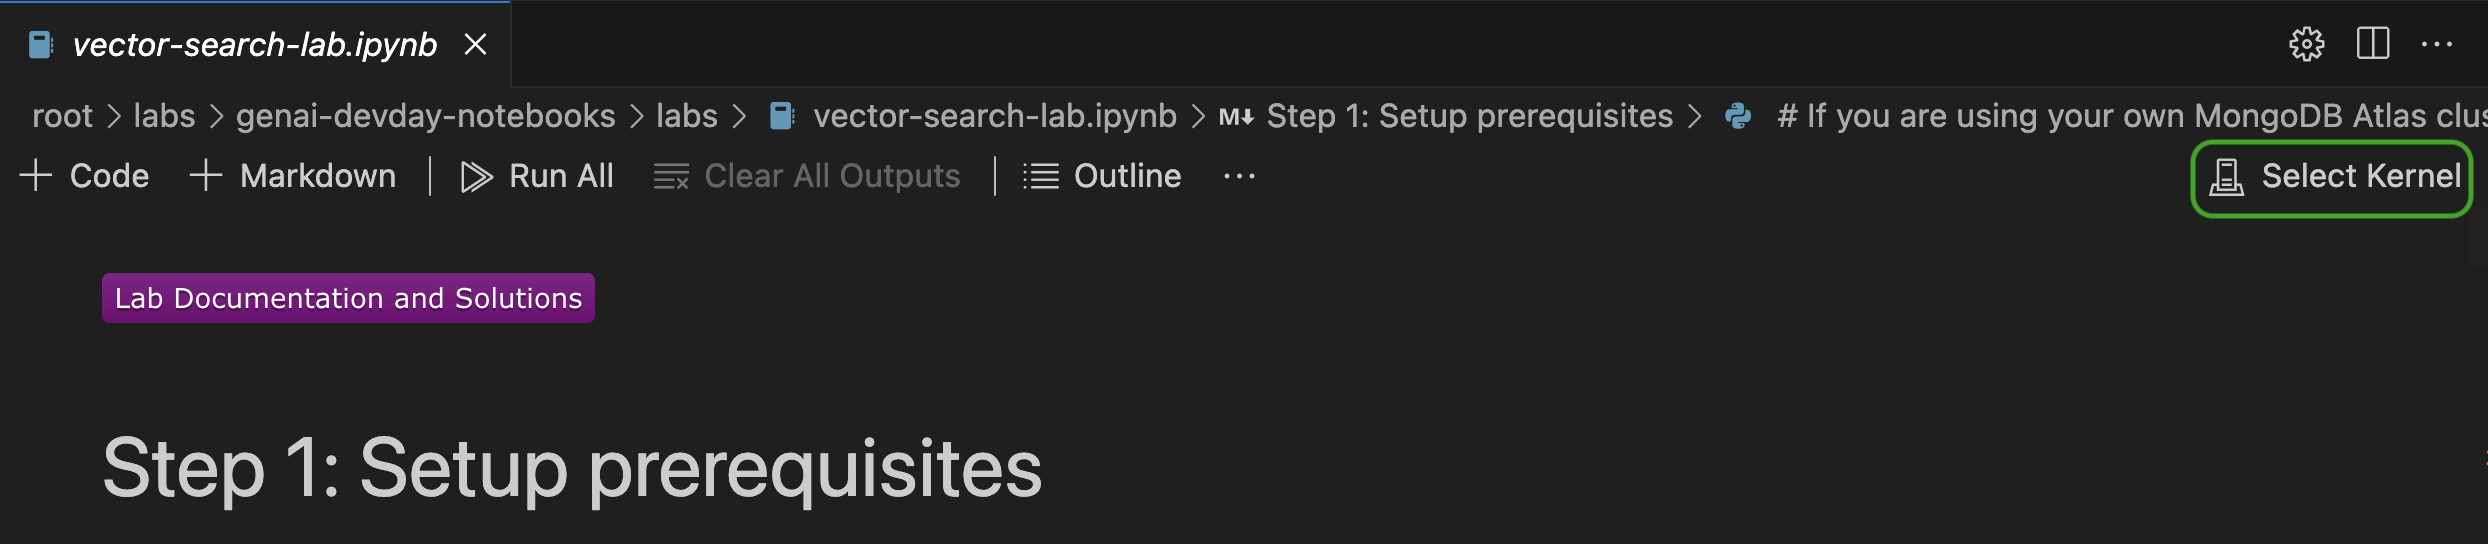 vector-search-lab.ipynb
root > labs > genai-devday-notebooks > labs > vector-search-lab.ipynb > M↓ Step 1: Setup prerequisites > # If you are using your own MongoDB Atlas
+ Code + Markdown | Run All Clear All Outputs | Outline ... Select Kernel
Lab Documentation and Solutions
Step 1: Setup prerequisites